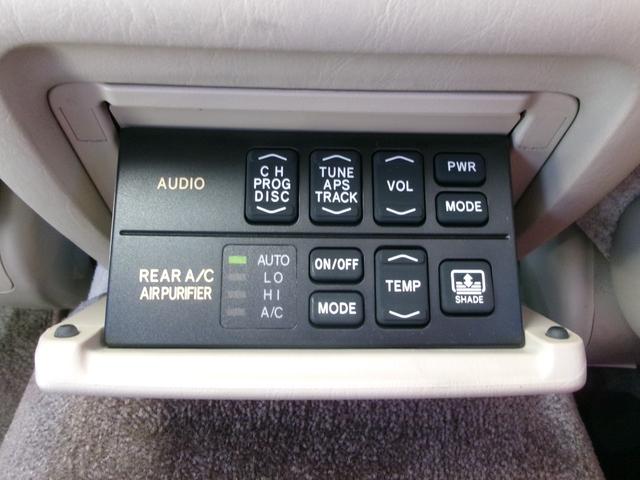 AUDIO
CH
PROG
DISC
TUNE
APS
TRACK
VOL
PWR
MODE
REAR A/C
AIR PURIFIER
AUTO
LO
HI
A/C
ON/OFF
MODE
TEMP
SHADE